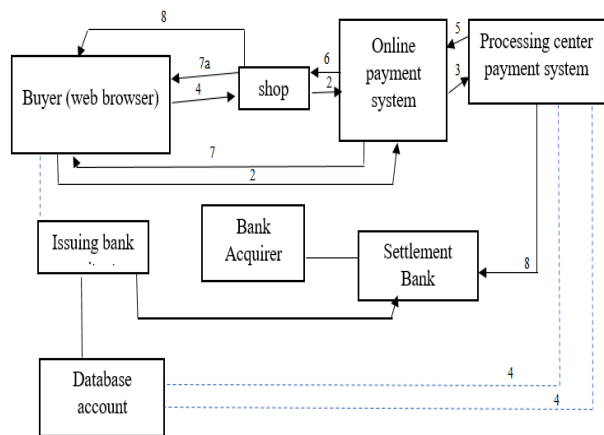 8
5
Online
payment
system
Processing center
payment system
6
7a
3
Buyer (web browser)
4
shop
2
7
2
Bank
Acquirer
Issuing bank
Settlement
Bank
8
Database
account
4
4